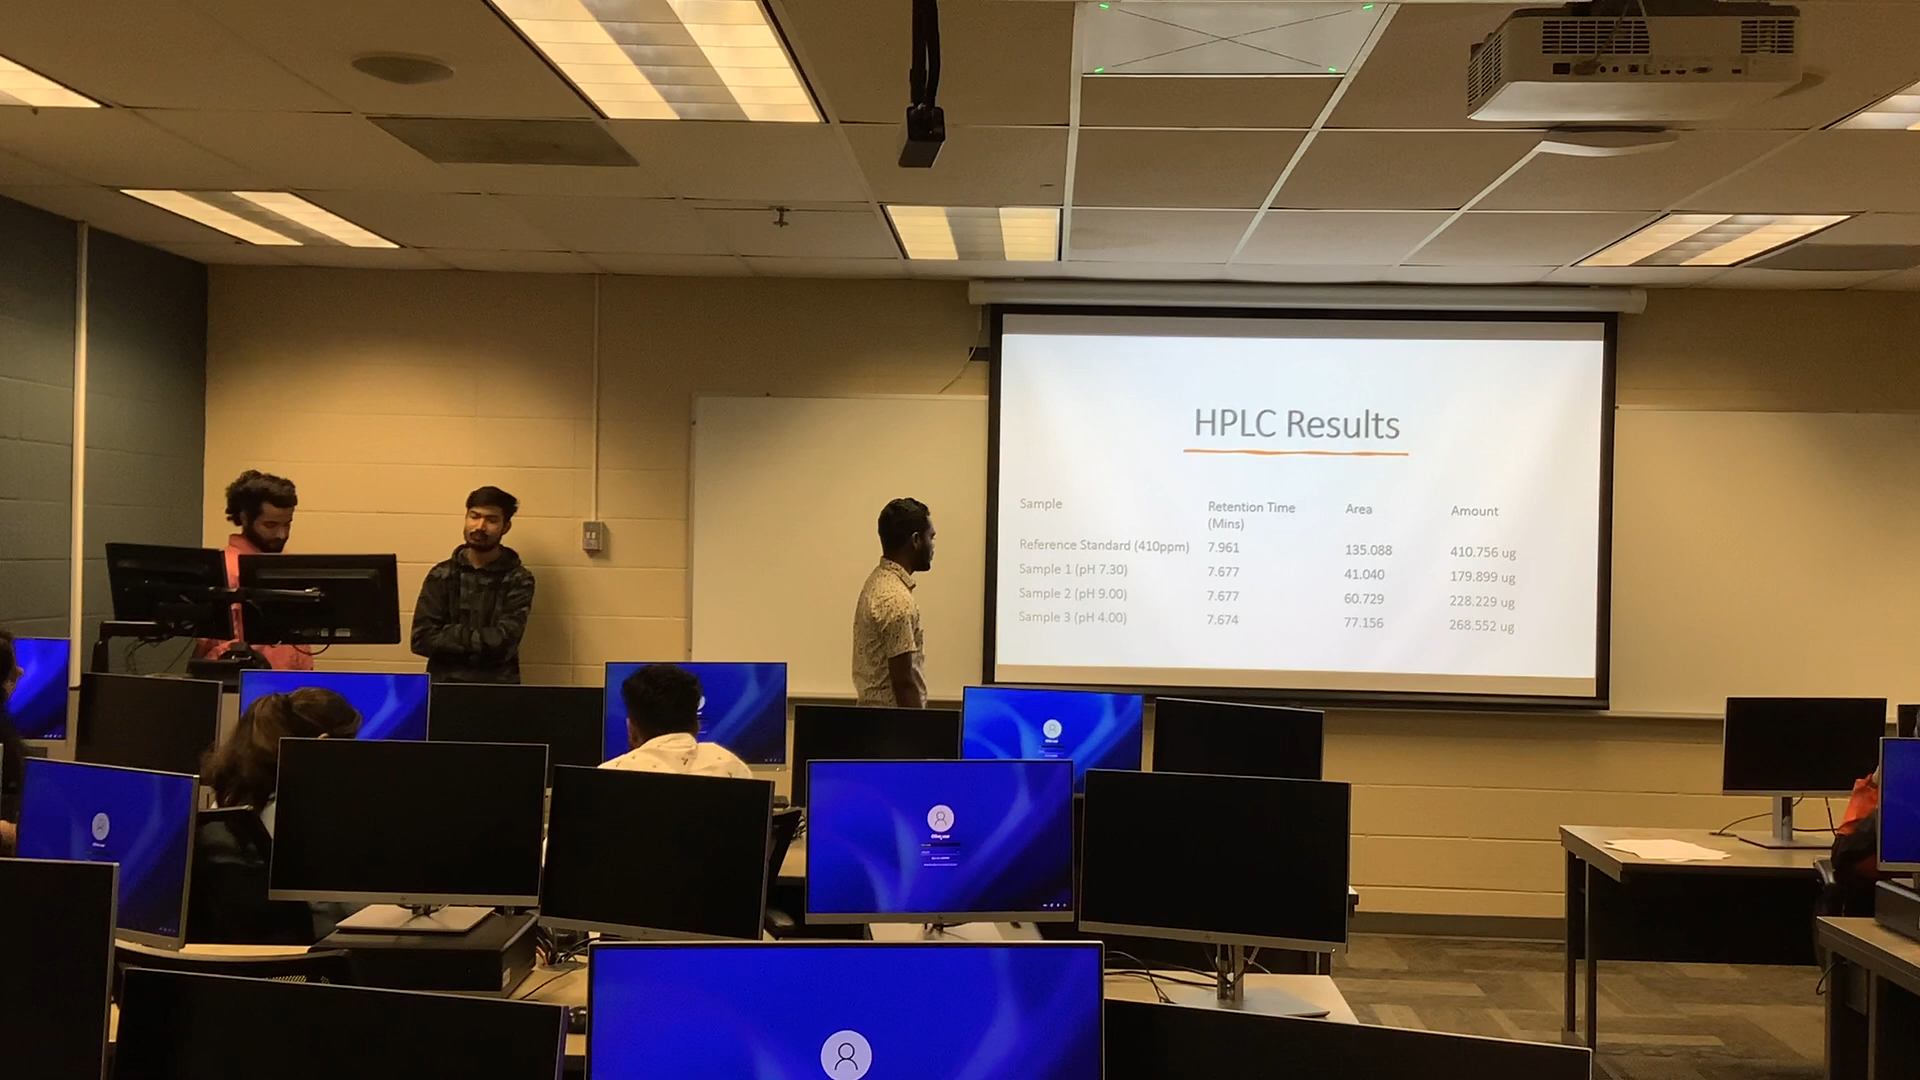 HPLC Results
Sample Retention Time (Mins) Area Amount
Reference Standard (410ppm) 7.961 135.088 410.756 ug
Sample 1 (pH 7.30) 7.677 41.040 179.899 ug
Sample 2 (pH 9.00) 7.677 60.729 228.229 ug
Sample 3 (pH 4.00) 7.674 77.156 268.552 ug